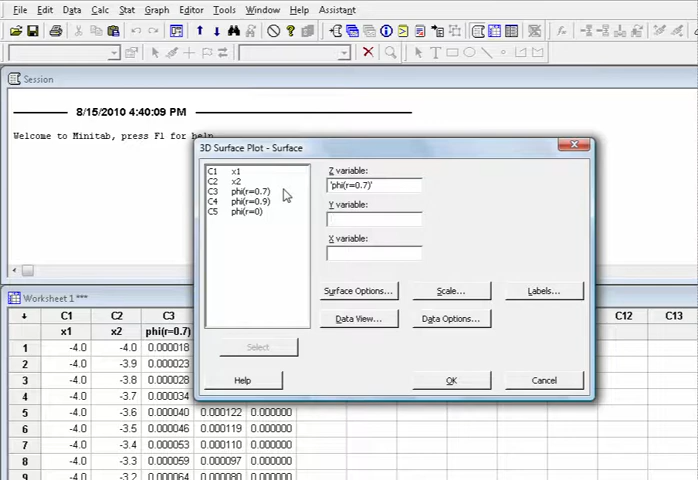 File Edit Data Calc Stat Graph Editor Tools Window Help Assistant
Session
8/15/2010 4:40:09 PM
Welcome to Minitab, press F1 for help
3D Surface Plot - Surface
C1 x1
C2 x2
C3 phi(r=0.7)
C4 phi(r=0.9)
C5 phi(r=0)
Z variable:
'phi(r=0.7)'
Y variable:
X variable:
Surface Options... Scale... Labels...
Data View... Data Options...
Select
Help OK Cancel
Worksheet 1 ***
C1 C2 C3 C12 C13
x1 x2 phi(r=0.7)
1 -4.0 -4.0 0.000018
2 -4.0 -3.9 0.000023
3 -4.0 -3.8 0.000028
4 -4.0 -3.7 0.000034
5 -4.0 -3.6 0.000040 0.000122 0.000000
6 -4.0 -3.5 0.000046 0.000119 0.000000
7 -4.0 -3.4 0.000053 0.000110 0.000000
8 -4.0 -3.3 0.000059 0.000097 0.000000
9 -4.0 -3.2 0.000064 0.000080 0.000000